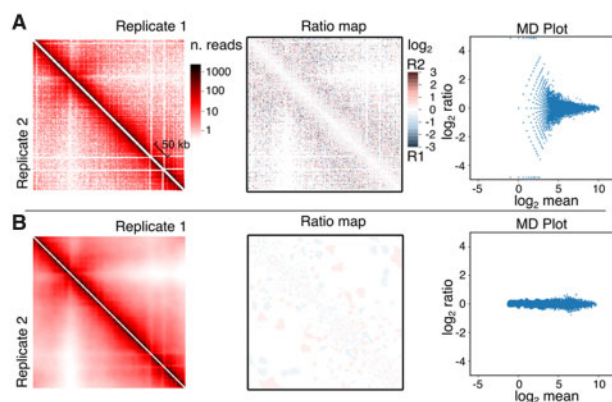 A
Replicate 1
Replicate 2
n. reads
1000
100
10
1
50 kb
Ratio map
log2
R2
3
2
1
0
-1
-2
-3
R1
MD Plot
log2 ratio
4
2
0
-2
-4
-5
0
5
10
log2 mean
B
Replicate 1
Replicate 2
Ratio map
MD Plot
log2 ratio
4
2
0
-2
-4
-5
0
5
10
log2 mean